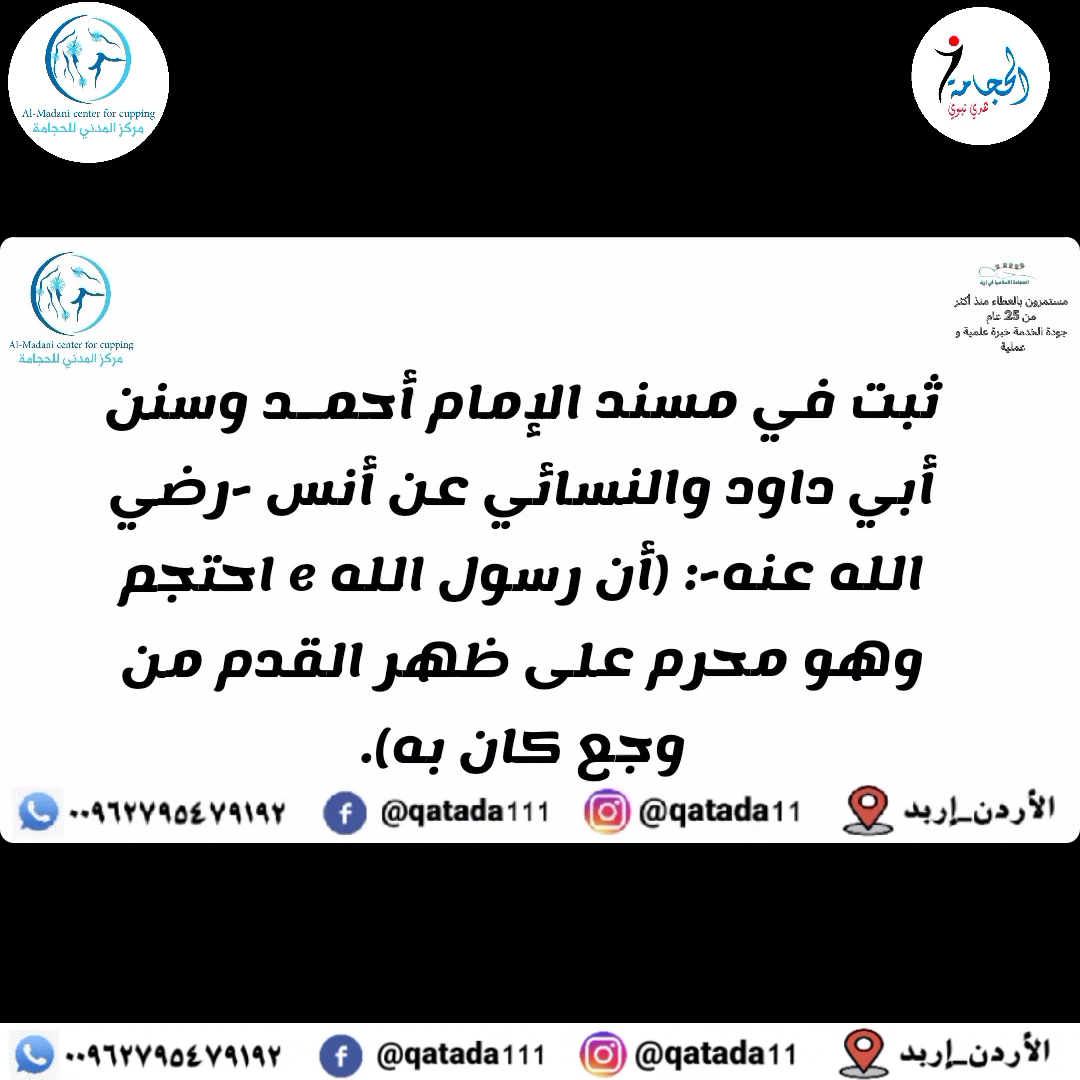 Al-Madani center for cupping
مركز المدني للحجامة
الحجامة
هدي نبوي
Al-Madani center for cupping
مركز المدني للحجامة
مستمرون بالعطاء منذ أكثر
من 25 عام
جودة الخدمة خبرة علمية و
عملية
ثبت في مسند الإمام أحمــد وسنن
أبي داود والنسائي عن أنس -رضي
الله عنه-: (أن رسول الله e احتجم
وهو محرم على ظهر القدم من
وجع كان به).
٠٠٩٦٢٧٩٥٤٧٩١٩٢ @qatada111 @qatada11 الأردن_إربد
٠٠٩٦٢٧٩٥٤٧٩١٩٢ @qatada111 @qatada11 الأردن_إربد